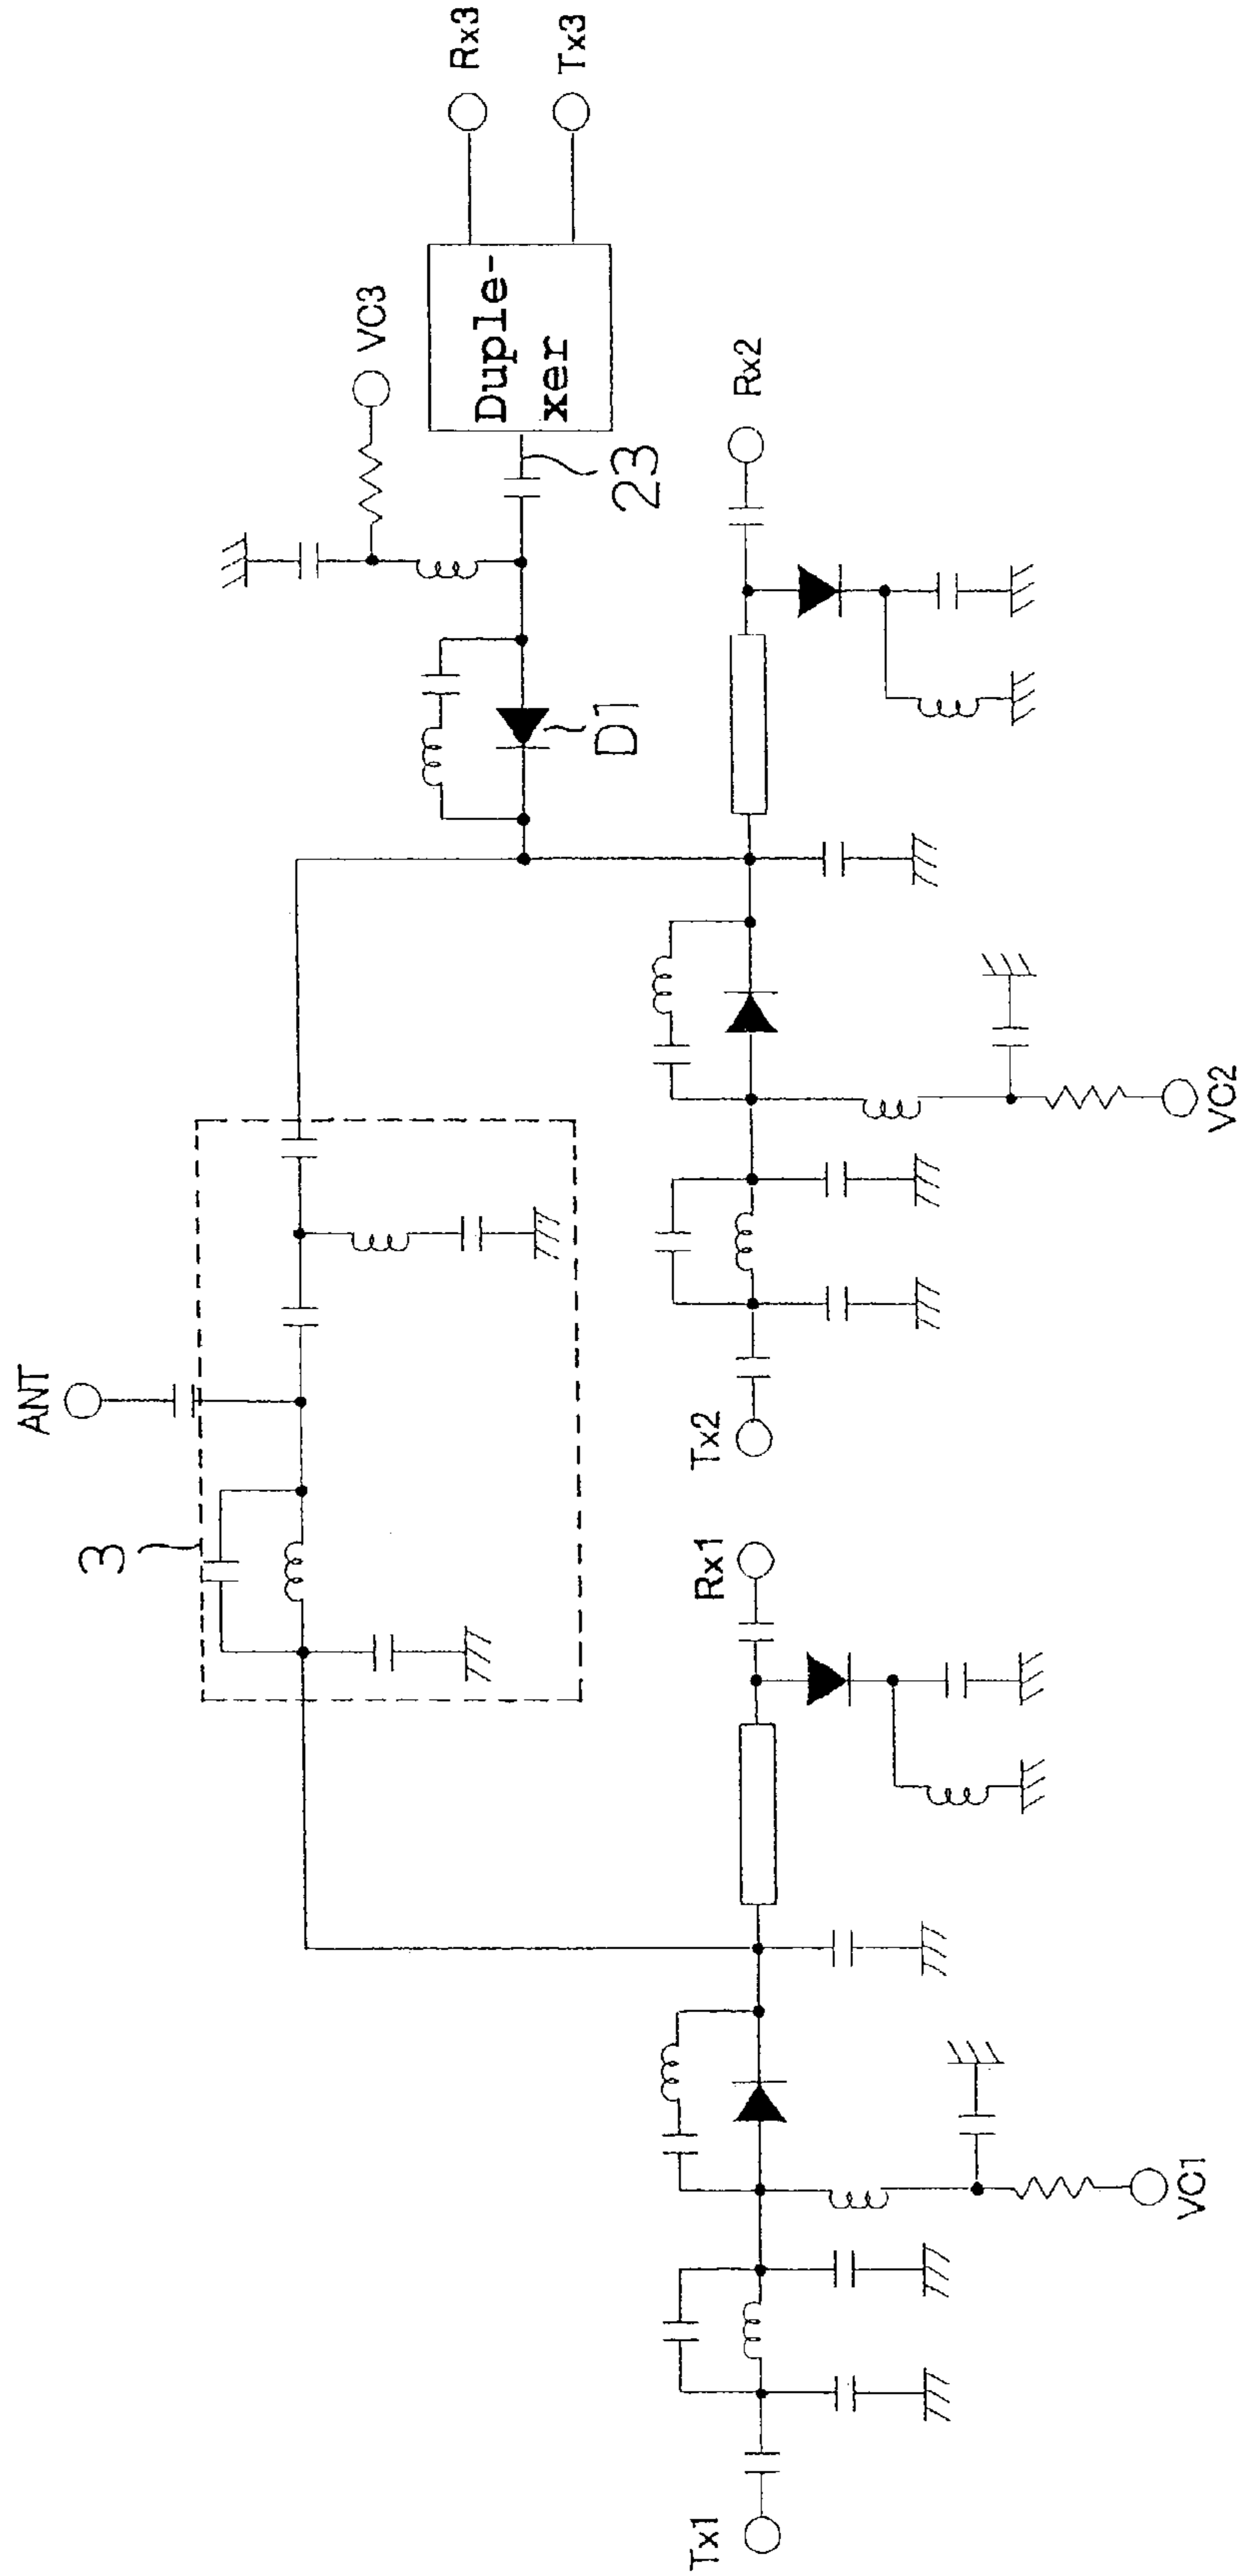 ANT
3
Rx3
Tx3
VC3
Duple-
xer
23
D1
Tx1
Rx1
Tx2
Rx2
VC1
VC2